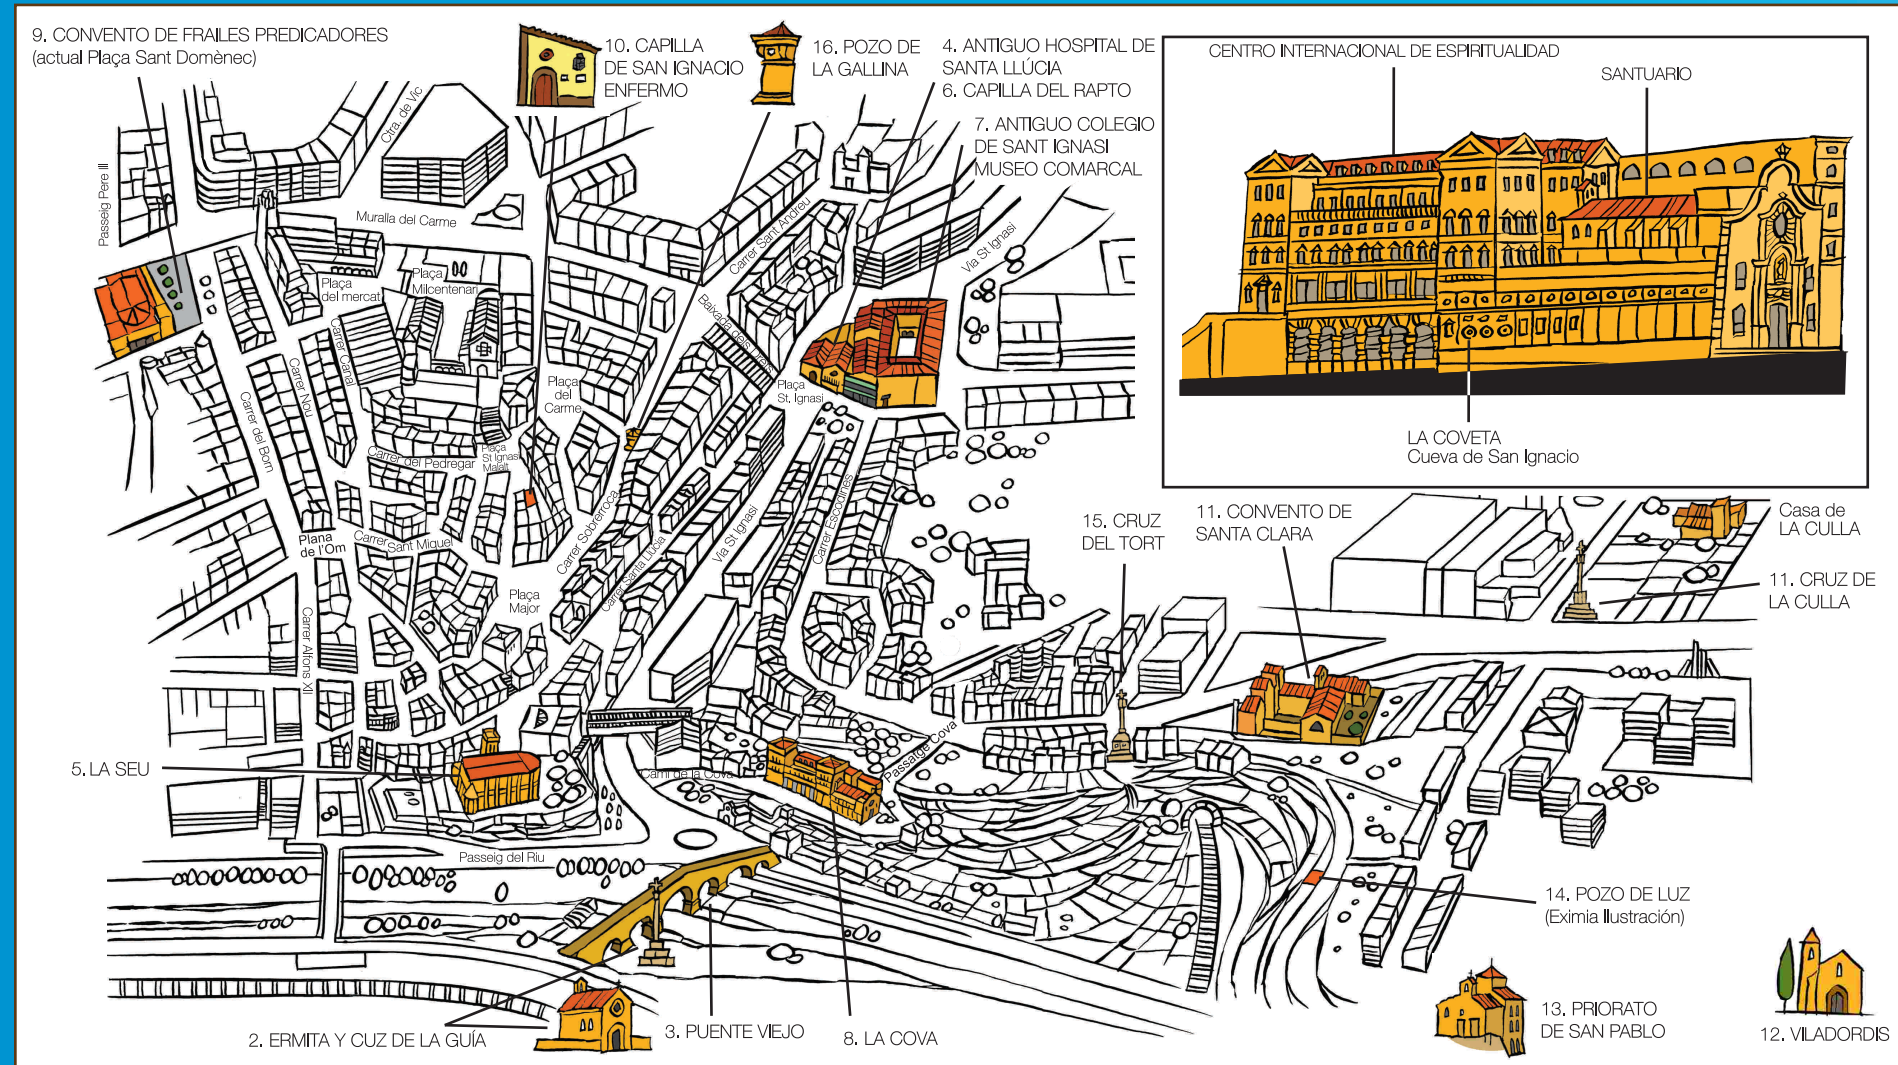 9. CONVENTO DE FRAILES PREDICADORES
(actual Plaça Sant Domènec)
10. CAPILLA
DE SAN IGNACIO
ENFERMO
16. POZO DE
LA GALLINA
4. ANTIGUO HOSPITAL DE
SANTA LLÚCIA
6. CAPILLA DEL RAPTO
7. ANTIGUO COLEGIO
DE SANT IGNASI
MUSEO COMARCAL
CENTRO INTERNACIONAL DE ESPIRITUALIDAD
SANTUARIO
LA COVETA
Cueva de San Ignacio
Passeig Pere III
Ctra. de Vic
Muralla del Carme
Plaça
del mercat
Plaça
Milcentenari
Carrer Sant Andreu
Via St Ignasi
Baixada dels Drets
Plaça
St. Ignasi
Carrer Canal
Carrer Nou
Carrer del Born
Plaça
del
Carme
Carrer del Pedregar
Plaça
St Ignasi
Malalt
Plana
de l'Om
Carrer Sant Miquel
Carrer Sobrerroca
Carrer Santa Llúcia
Via St Ignasi
Carrer Escodines
Plaça
Major
Carrer Alfons XII
15. CRUZ
DEL TORT
11. CONVENTO DE
SANTA CLARA
Casa de
LA CULLA
11. CRUZ DE
LA CULLA
5. LA SEU
Camí de la Cova
Passatge Cova
Passeig del Riu
14. POZO DE LUZ
(Eximia Ilustración)
2. ERMITA Y CUZ DE LA GUÍA
3. PUENTE VIEJO
8. LA COVA
13. PRIORATO
DE SAN PABLO
12. VILADORDIS